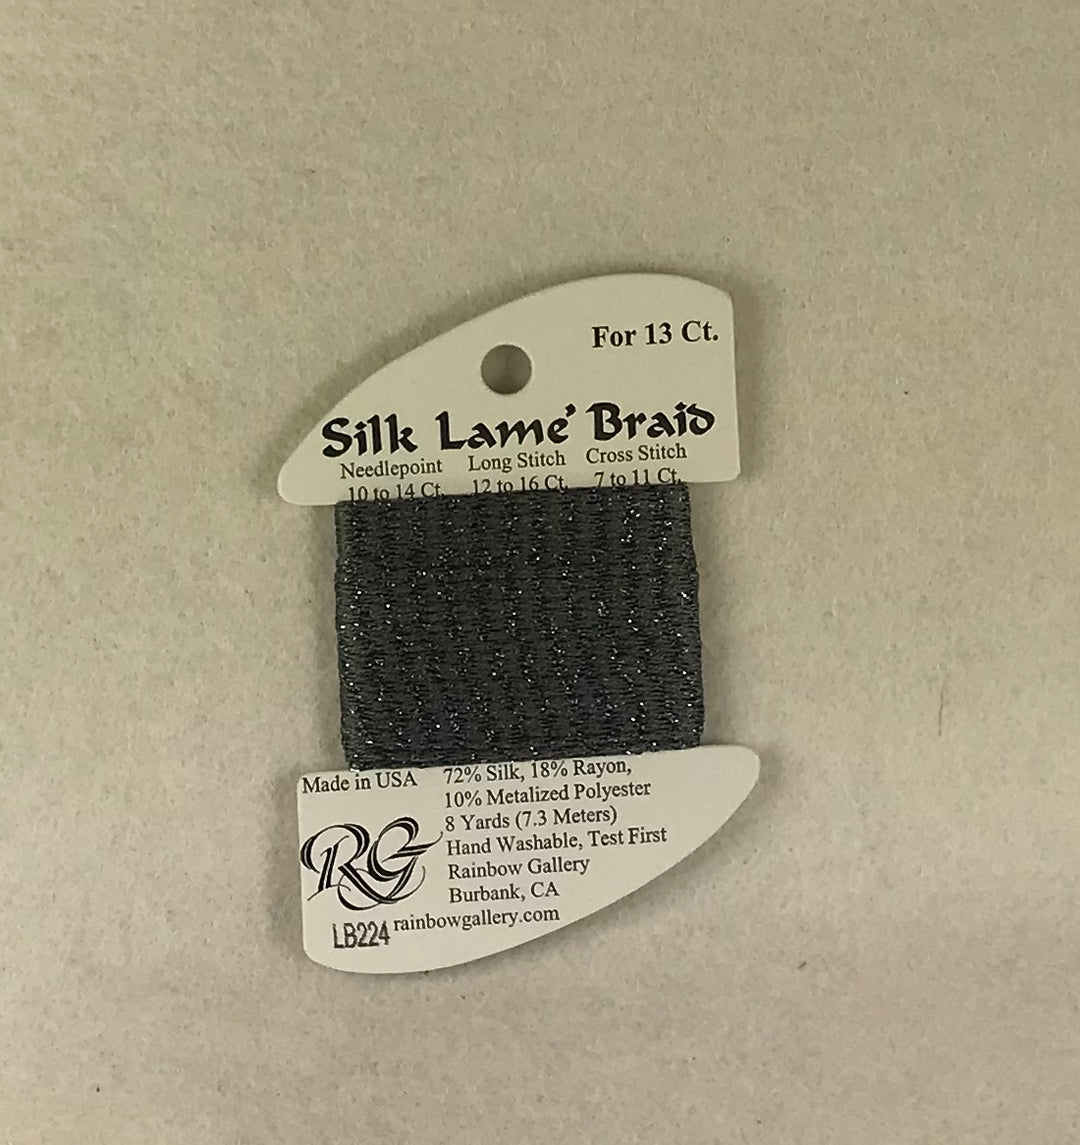 For 13 Ct.
Silk Lame' Braid
Needlepoint Long Stitch Cross Stitch
10 to 14 Ct. 12 to 16 Ct. 7 to 11 Ct.
Made in USA
72% Silk, 18% Rayon,
10% Metalized Polyester
8 Yards (7.3 Meters)
Hand Washable, Test First
Rainbow Gallery
Burbank, CA
rainbowgallery.com
RG
LB224